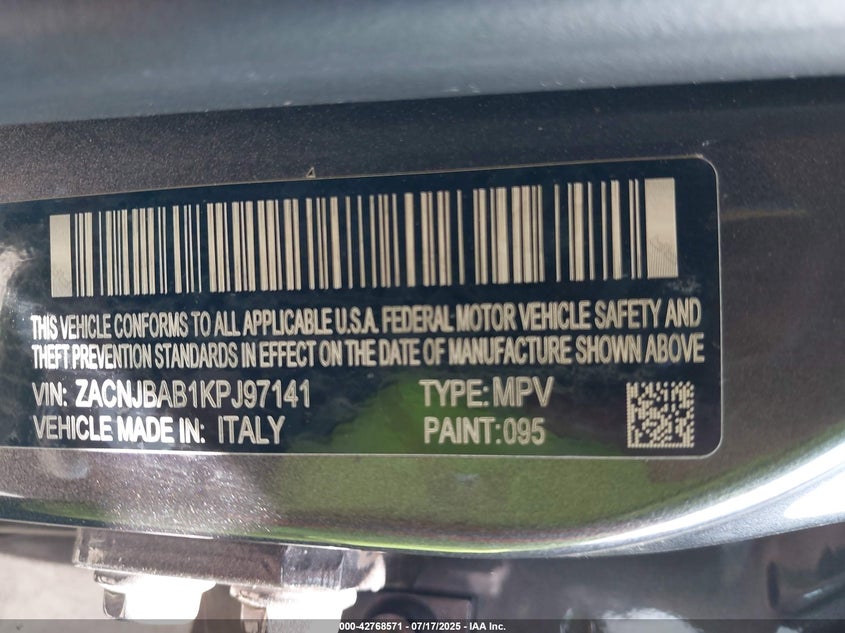 4
THIS VEHICLE CONFORMS TO ALL APPLICABLE U.S.A. FEDERAL MOTOR VEHICLE SAFETY AND
THEFT PREVENTION STANDARDS IN EFFECT ON THE DATE OF MANUFACTURE SHOWN ABOVE
VIN: ZACNJBAB1KPJ97141 TYPE: MPV
VEHICLE MADE IN: ITALY PAINT: 095
000-42768571 | 07/17/2025 | © IAA Inc.